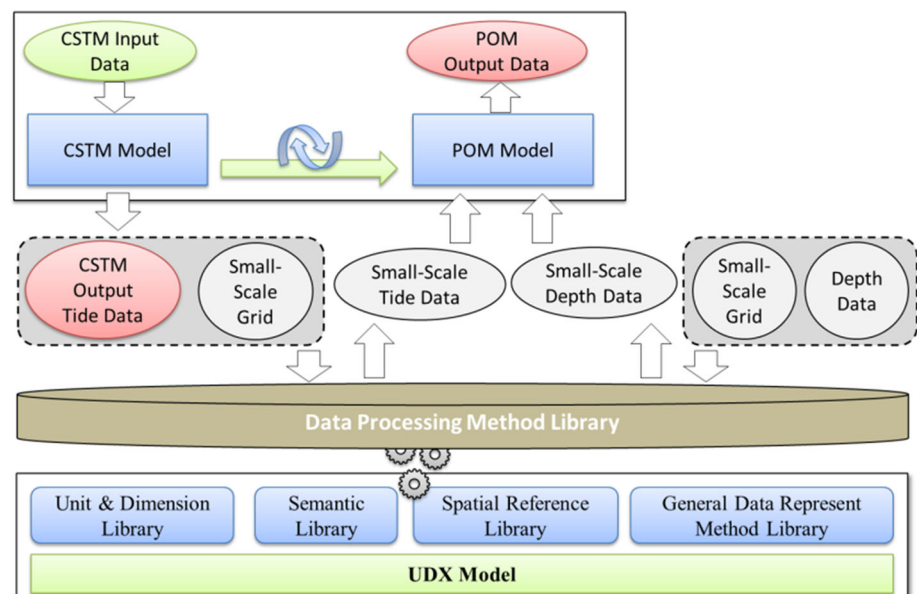 CSTM Input
Data
POM
Output Data
CSTM Model
POM Model
CSTM
Output
Tide Data
Small-
Scale
Grid
Small-Scale
Tide Data
Small-Scale
Depth Data
Small-
Scale
Grid
Depth
Data
Data Processing Method Library
Unit & Dimension
Library
Semantic
Library
Spatial Reference
Library
General Data Represent
Method Library
UDX Model